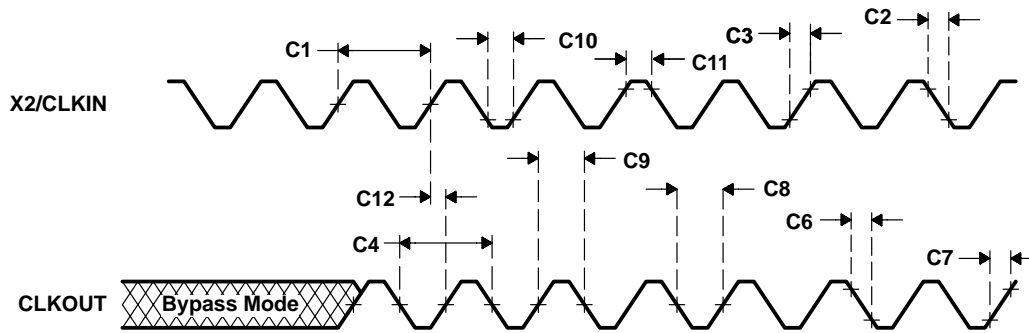 C1
C10
C3
C2
C11
X2/CLKIN
C9
C12
C8
C4
C6
C7
CLKOUT
Bypass Mode